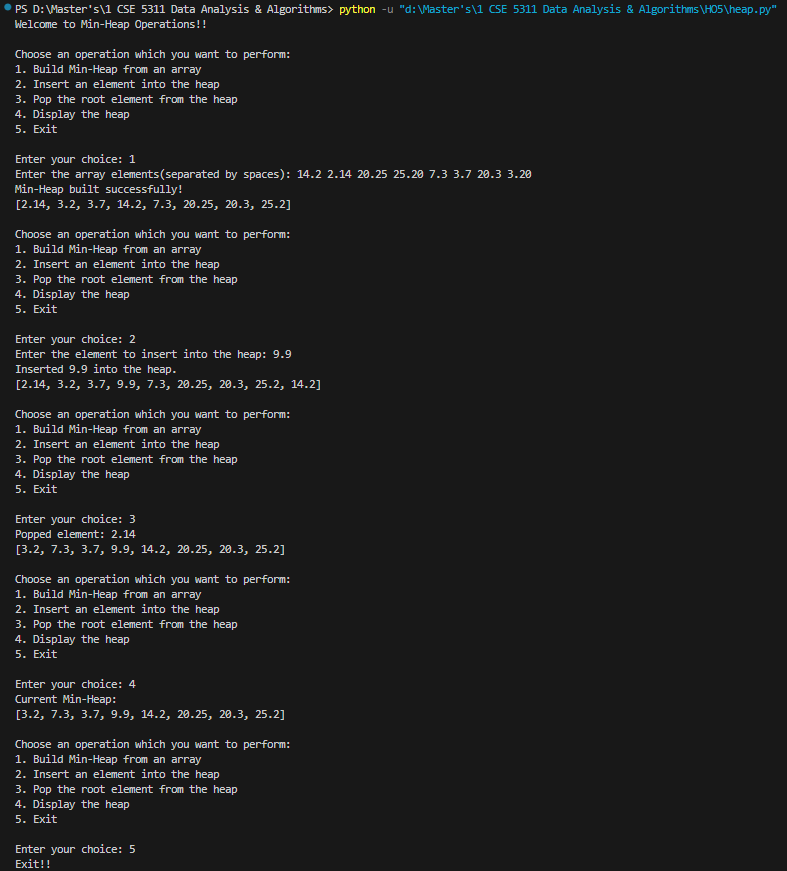 PS D:\Master's\1 CSE 5311 Data Analysis & Algorithms> python -u "d:\Master's\1 CSE 5311 Data Analysis & Algorithms\HO5\heap.py"
Welcome to Min-Heap Operations!!

Choose an operation which you want to perform:
1. Build Min-Heap from an array
2. Insert an element into the heap
3. Pop the root element from the heap
4. Display the heap
5. Exit

Enter your choice: 1
Enter the array elements(separated by spaces): 14.2 2.14 20.25 25.20 7.3 3.7 20.3 3.20
Min-Heap built successfully!
[2.14, 3.2, 3.7, 14.2, 7.3, 20.25, 20.3, 25.2]

Choose an operation which you want to perform:
1. Build Min-Heap from an array
2. Insert an element into the heap
3. Pop the root element from the heap
4. Display the heap
5. Exit

Enter your choice: 2
Enter the element to insert into the heap: 9.9
Inserted 9.9 into the heap.
[2.14, 3.2, 3.7, 9.9, 7.3, 20.25, 20.3, 25.2, 14.2]

Choose an operation which you want to perform:
1. Build Min-Heap from an array
2. Insert an element into the heap
3. Pop the root element from the heap
4. Display the heap
5. Exit

Enter your choice: 3
Popped element: 2.14
[3.2, 7.3, 3.7, 9.9, 14.2, 20.25, 20.3, 25.2]

Choose an operation which you want to perform:
1. Build Min-Heap from an array
2. Insert an element into the heap
3. Pop the root element from the heap
4. Display the heap
5. Exit

Enter your choice: 4
Current Min-Heap:
[3.2, 7.3, 3.7, 9.9, 14.2, 20.25, 20.3, 25.2]

Choose an operation which you want to perform:
1. Build Min-Heap from an array
2. Insert an element into the heap
3. Pop the root element from the heap
4. Display the heap
5. Exit

Enter your choice: 5
Exit!!